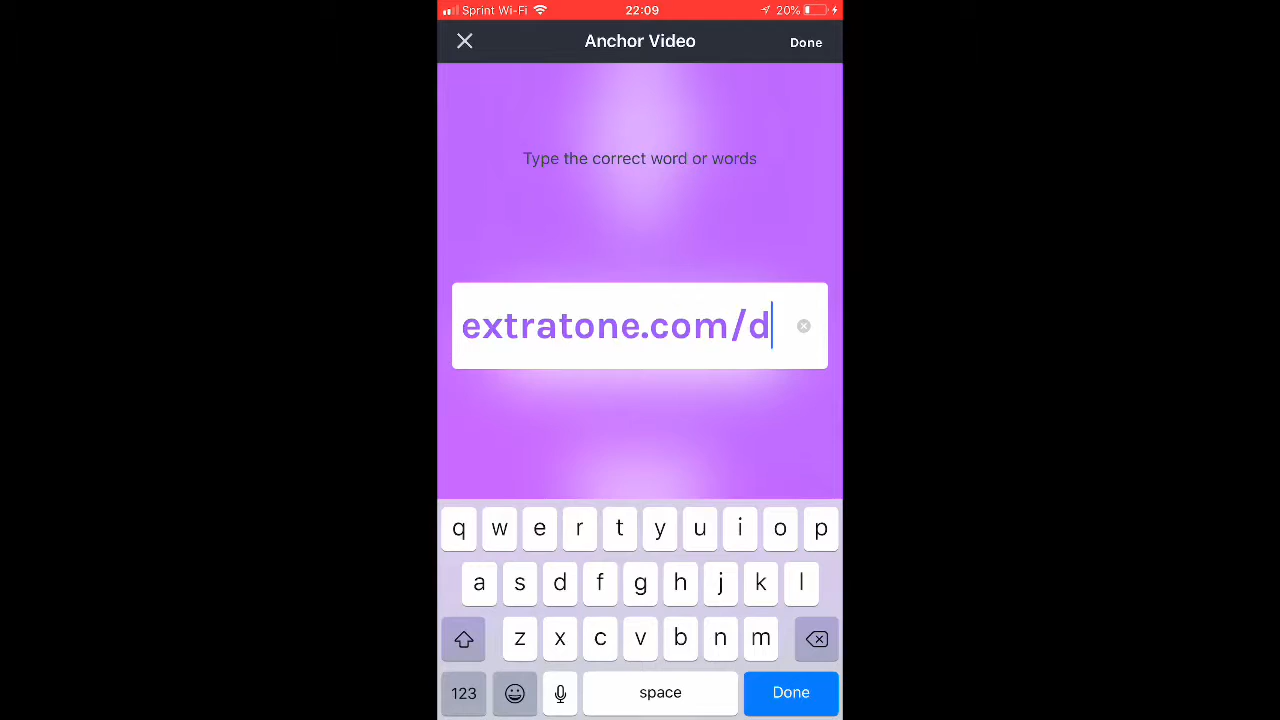 Sprint Wi-Fi 22:09 20%
Anchor Video Done
Type the correct word or words
extratone.com/d
q w e r t y u i o p
a s d f g h j k l
z x c v b n m
123 space Done